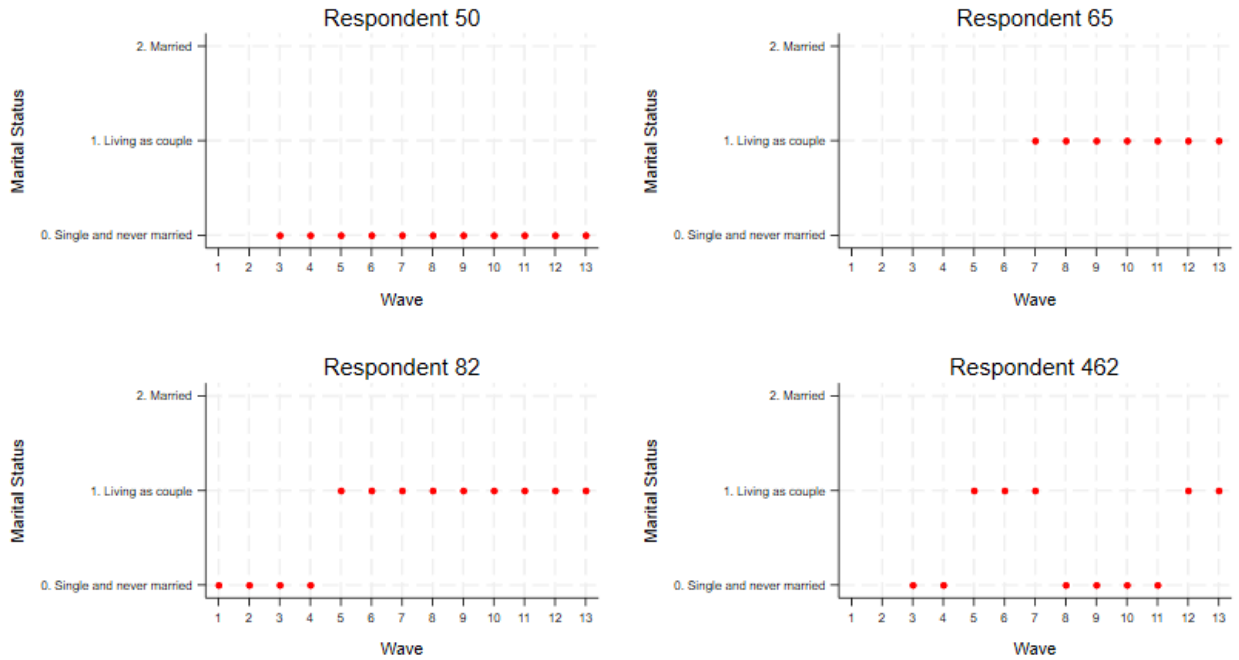 Respondent 50
2. Married
1. Living as couple
0. Single and never married
Marital Status
1 2 3 4 5 6 7 8 9 10 11 12 13
Wave
Respondent 65
2. Married
1. Living as couple
0. Single and never married
Marital Status
1 2 3 4 5 6 7 8 9 10 11 12 13
Wave
Respondent 82
2. Married
1. Living as couple
0. Single and never married
Marital Status
1 2 3 4 5 6 7 8 9 10 11 12 13
Wave
Respondent 462
2. Married
1. Living as couple
0. Single and never married
Marital Status
1 2 3 4 5 6 7 8 9 10 11 12 13
Wave